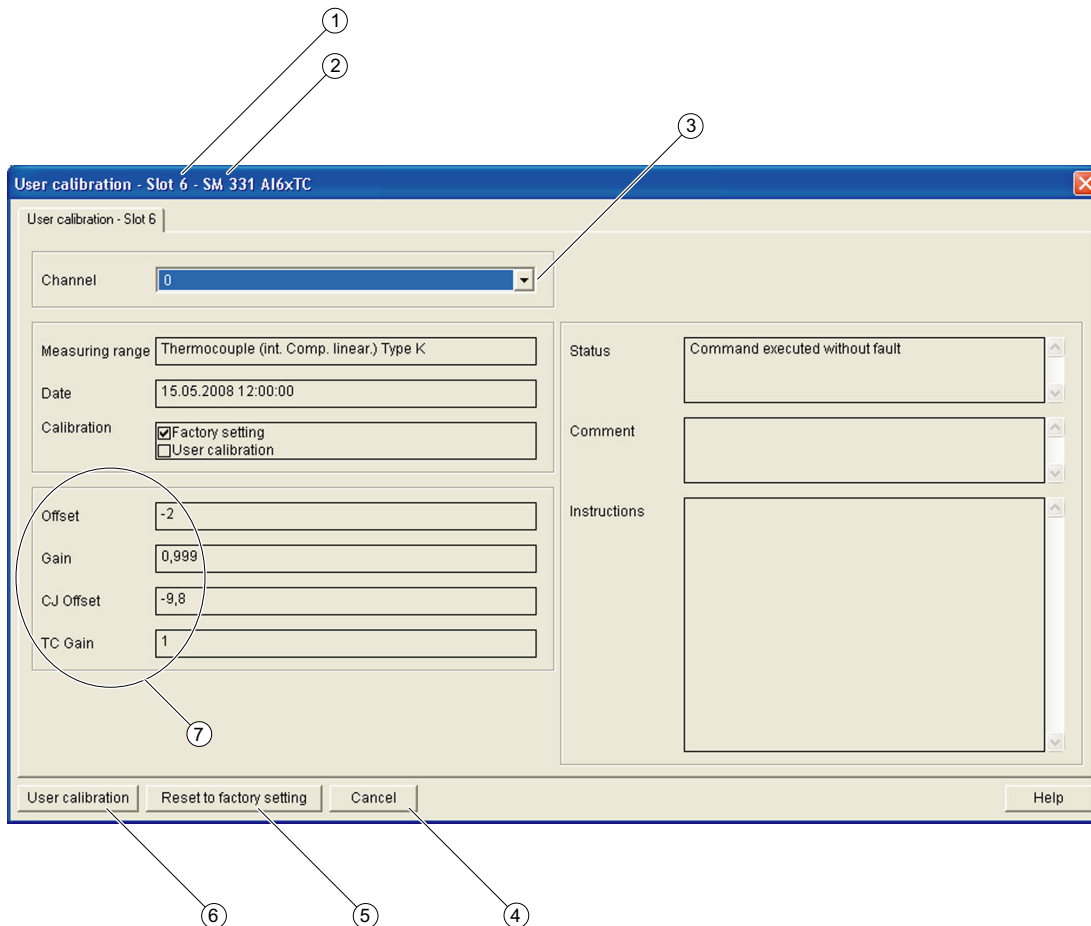 1
2
3
User calibration - Slot 6 - SM 331 AI6xTC
User calibration - Slot 6
Channel
0
Measuring range
Thermocouple (int. Comp. linear.) Type K
Date
15.05.2008 12:00:00
Calibration
Factory setting
User calibration
Offset
-2
Gain
0,999
CJ Offset
-9,8
TC Gain
1
Status
Command executed without fault
Comment
Instructions
7
User calibration
Reset to factory setting
Cancel
Help
6
5
4